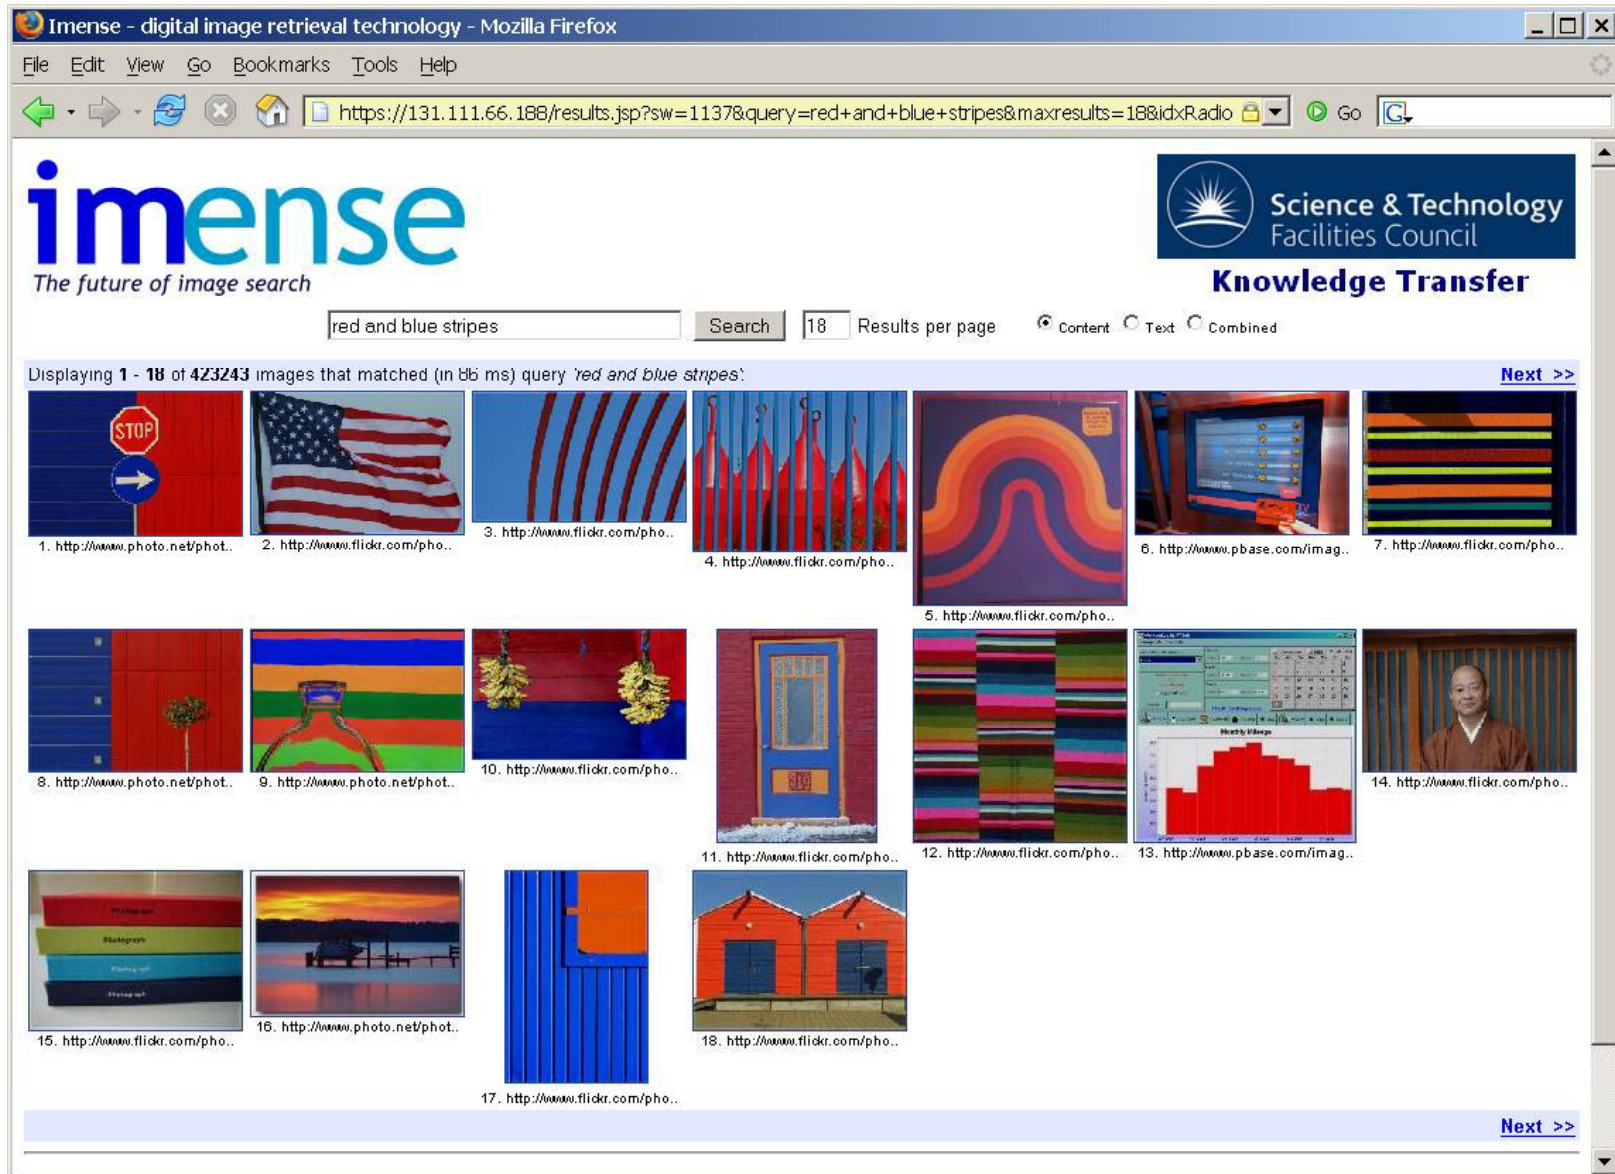 Imense - digital image retrieval technology - Mozilla Firefox
File Edit View Go Bookmarks Tools Help
https://131.111.66.188/results.jsp?sw=1137&query=red+and+blue+stripes&maxresults=18&idxRadio Go G
imense
The future of image search
Science & Technology
Facilities Council
Knowledge Transfer
red and blue stripes Search 18 Results per page Content Text Combined
Displaying 1 - 18 of 423243 images that matched (in 86 ms) query 'red and blue stripes': Next >>
STOP
1. http://www.photo.net/phot.. 2. http://www.flickr.com/pho.. 3. http://www.flickr.com/pho.. 4. http://www.flickr.com/pho.. 5. http://www.flickr.com/pho.. 6. http://www.pbase.com/imag.. 7. http://www.flickr.com/pho..
Monthly Mileage
8. http://www.photo.net/phot.. 9. http://www.photo.net/phot.. 10. http://www.flickr.com/pho.. 11. http://www.flickr.com/pho.. 12. http://www.flickr.com/pho.. 13. http://www.pbase.com/imag.. 14. http://www.flickr.com/pho..
Photograph
Photograph
Photograph
Photograph
15. http://www.flickr.com/pho.. 16. http://www.photo.net/phot.. 17. http://www.flickr.com/pho.. 18. http://www.flickr.com/pho..
Next >>